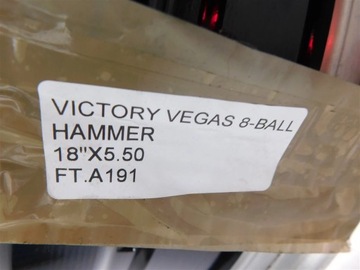 VICTORY VEGAS 8-BALL
HAMMER
18"X5.50
FT.A191